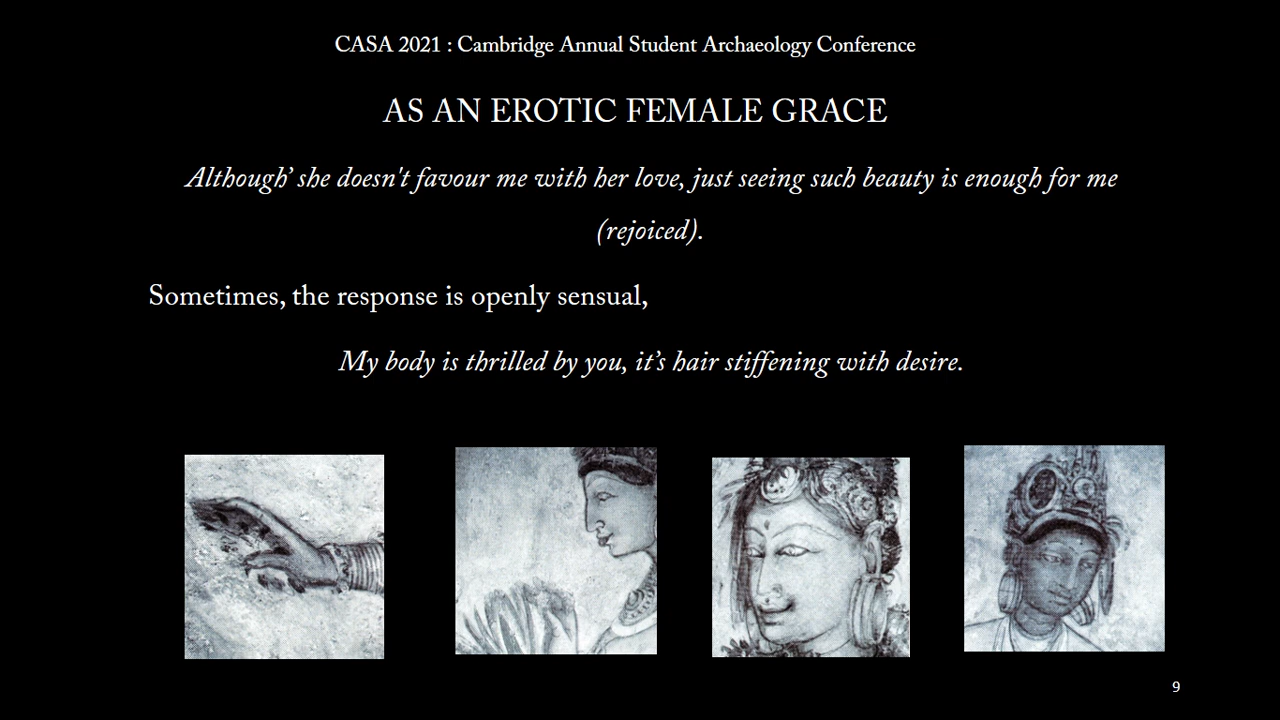 CASA 2021 : Cambridge Annual Student Archaeology Conference
AS AN EROTIC FEMALE GRACE
Although’ she doesn't favour me with her love, just seeing such beauty is enough for me
(rejoiced).
Sometimes, the response is openly sensual,
My body is thrilled by you, it’s hair stiffening with desire.
9